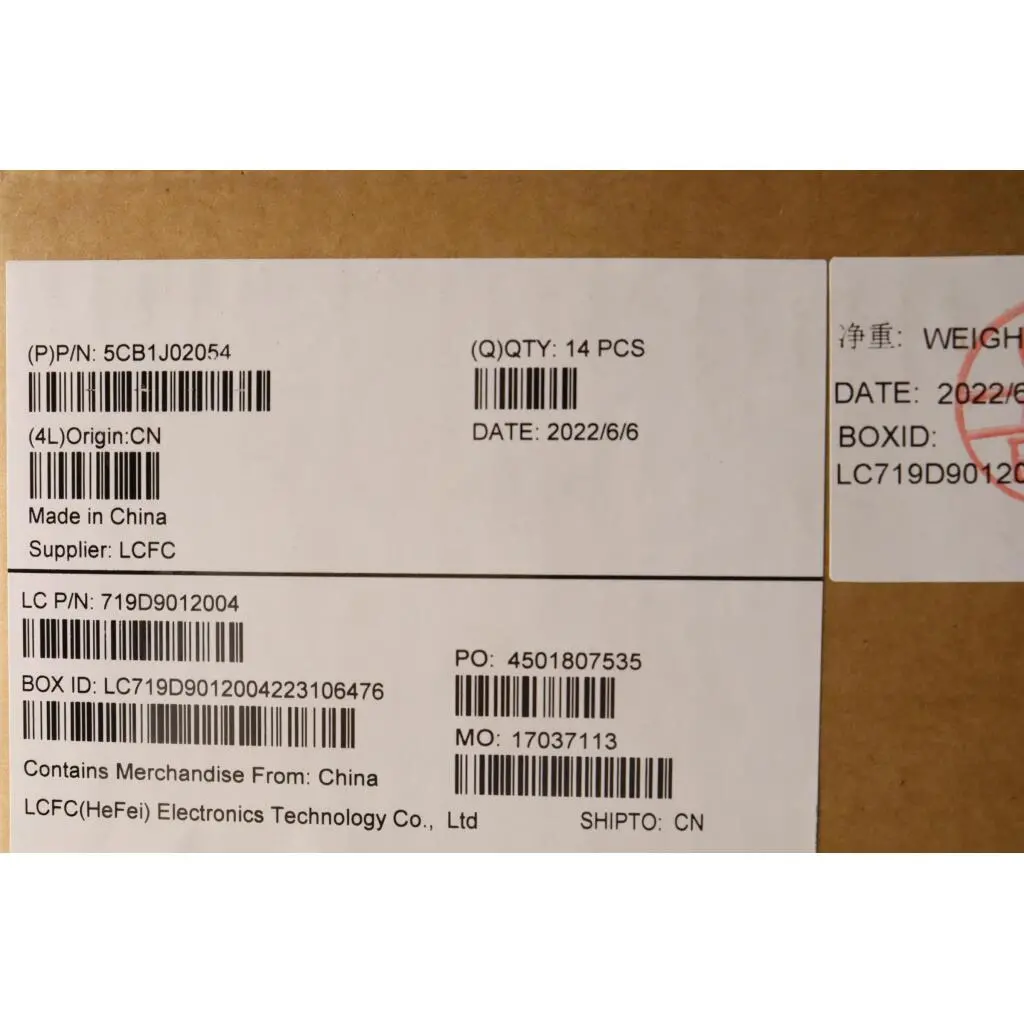 (P)P/N: 5CB1J02054
(Q)QTY: 14 PCS
(4L)Origin:CN
DATE: 2022/6/6
Made in China
Supplier: LCFC
LC P/N: 719D9012004
PO: 4501807535
BOX ID: LC719D9012004223106476
MO: 17037113
Contains Merchandise From: China
LCFC(HeFei) Electronics Technology Co., Ltd
SHIPTO: CN
净重: WEIGH
DATE: 2022/6
BOXID:
LC719D90120